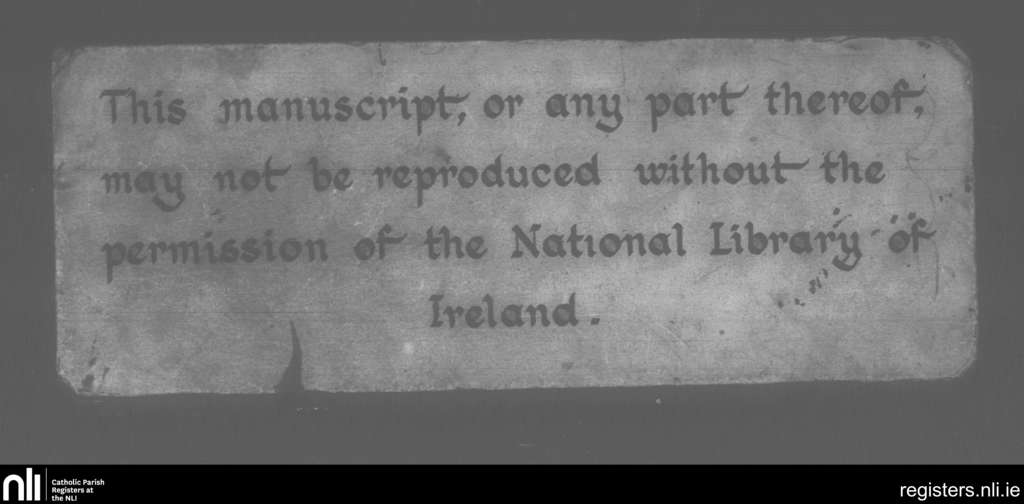 This manuscript, or any part thereof,
may not be reproduced without the
permission of the National Library of
Ireland.
nli
Catholic Parish
Registers at
the NLI
registers.nli.ie